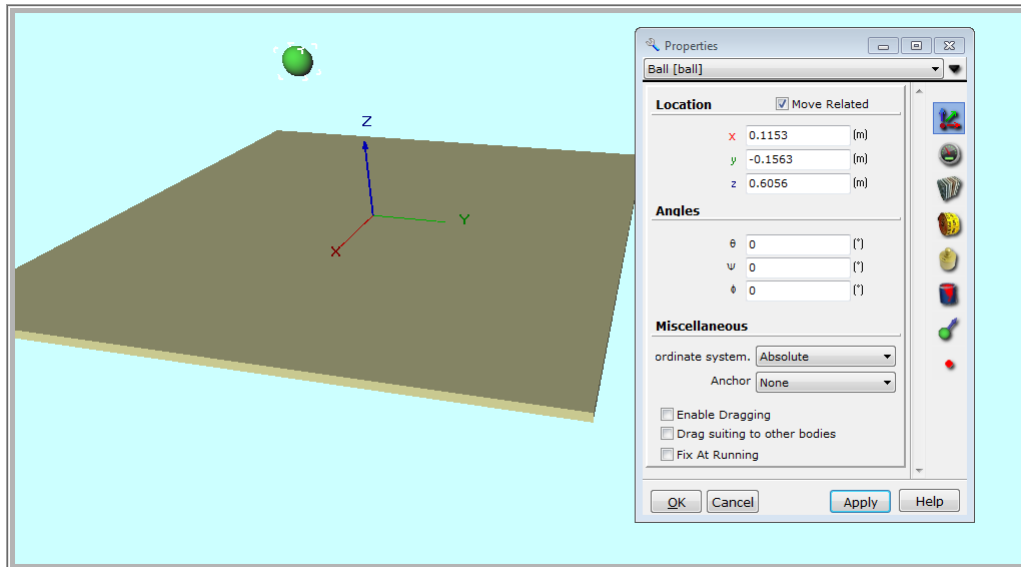 Z
Y
X
Properties
Ball [ball]
Location
Move Related
x 0.1153 (m)
y -0.1563 (m)
z 0.6056 (m)
Angles
θ 0 (°)
Ψ 0 (°)
ϕ 0 (°)
Miscellaneous
ordinate system. Absolute
Anchor None
Enable Dragging
Drag suiting to other bodies
Fix At Running
OK Cancel Apply Help